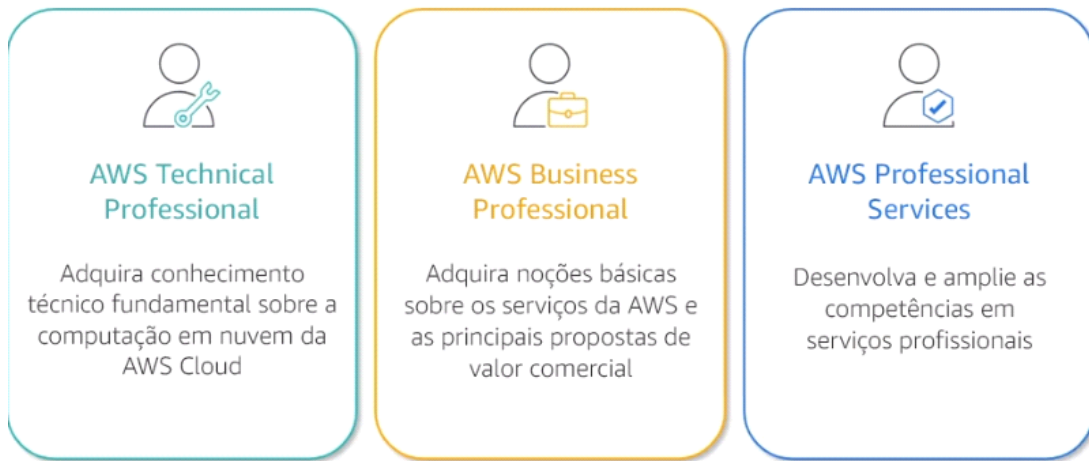 AWS Technical
Professional
Adquira conhecimento
técnico fundamental sobre a
computação em nuvem da
AWS Cloud
AWS Business
Professional
Adquira noções básicas
sobre os serviços da AWS e
as principais propostas de
valor comercial
AWS Professional
Services
Desenvolva e amplie as
competências em
serviços profissionais